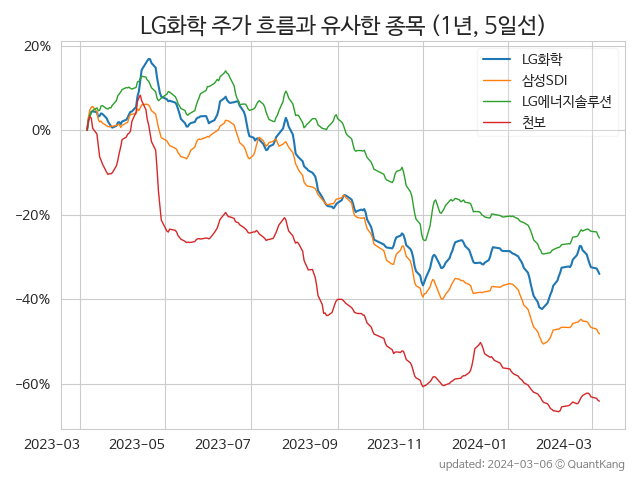 LG화학 주가 흐름과 유사한 종목 (1년, 5일선)
LG화학
삼성SDI
LG에너지솔루션
천보
20%
0%
−20%
−40%
−60%
2023−03
2023−05
2023−07
2023−09
2023−11
2024−01
2024−03
updated: 2024-03-06 © QuantKang